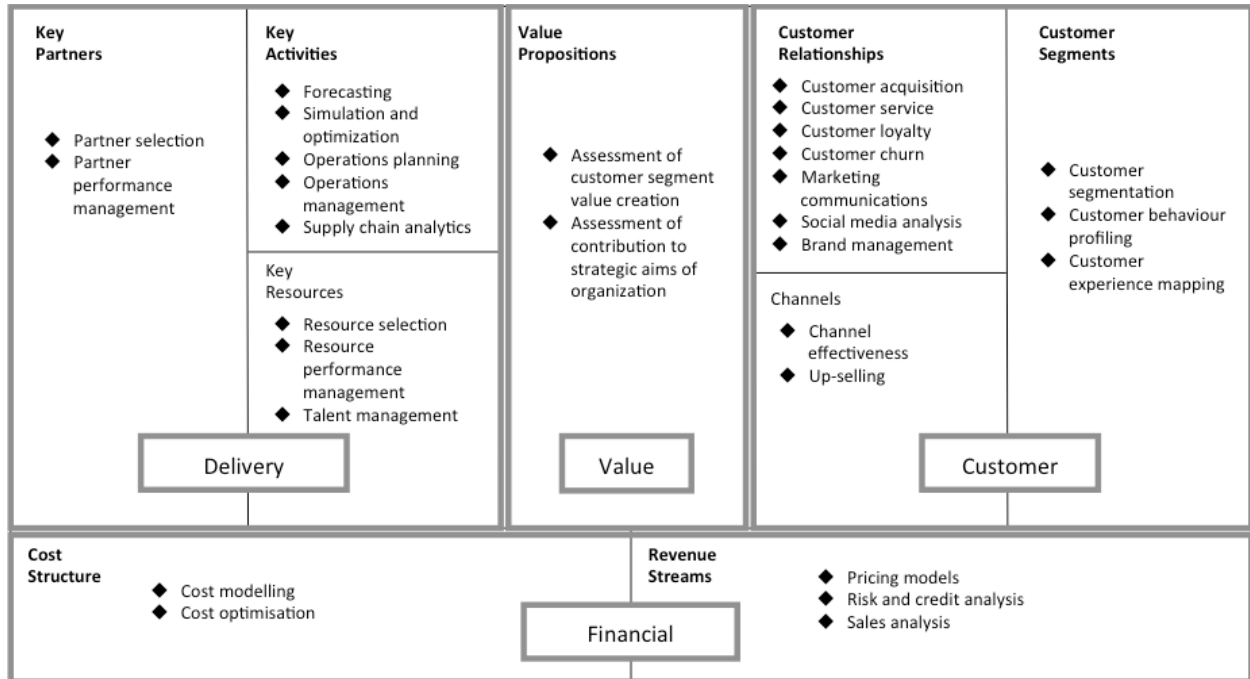 Key
Partners
◆ Partner selection
◆ Partner
performance
management
Key
Activities
◆ Forecasting
◆ Simulation and
optimization
◆ Operations planning
◆ Operations
management
◆ Supply chain analytics
Key
Resources
◆ Resource selection
◆ Resource
performance
management
◆ Talent management
Delivery
Value
Propositions
◆ Assessment of
customer segment
value creation
◆ Assessment of
contribution to
strategic aims of
organization
Value
Customer
Relationships
◆ Customer acquisition
◆ Customer service
◆ Customer loyalty
◆ Customer churn
◆ Marketing
communications
◆ Social media analysis
◆ Brand management
Channels
◆ Channel
effectiveness
◆ Up-selling
Customer
Segments
◆ Customer
segmentation
◆ Customer behaviour
profiling
◆ Customer
experience mapping
Customer
Cost
Structure
◆ Cost modelling
◆ Cost optimisation
Revenue
Streams
◆ Pricing models
◆ Risk and credit analysis
◆ Sales analysis
Financial